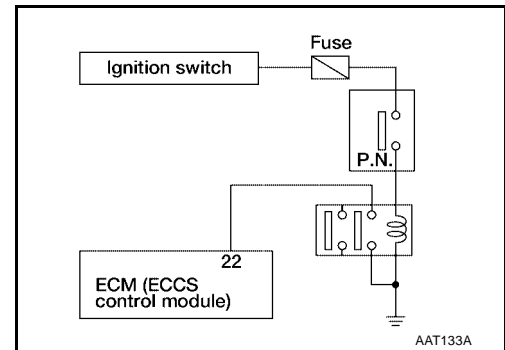 Fuse
Ignition switch
P.N.
22
ECM (ECCS
control module)
AAT133A